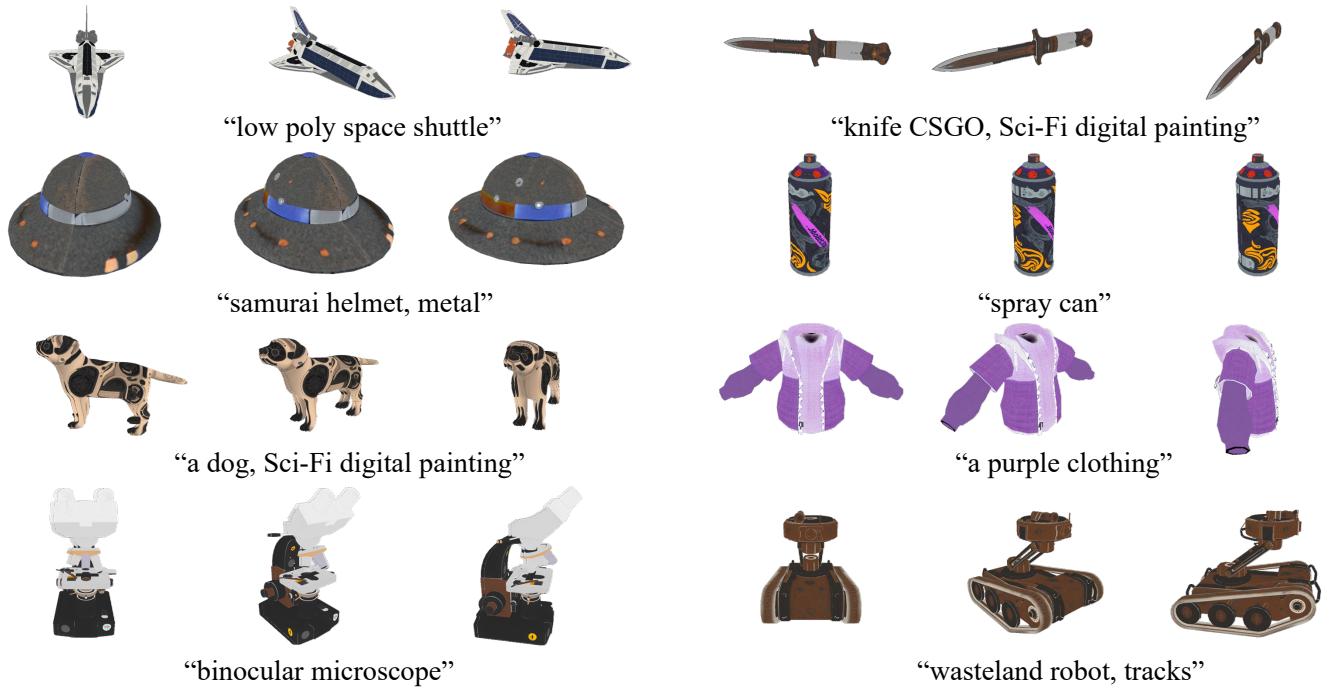 “low poly space shuttle”
“knife CSGO, Sci-Fi digital painting”
“samurai helmet, metal”
“spray can”
“a dog, Sci-Fi digital painting”
“a purple clothing”
“binocular microscope”
“wasteland robot, tracks”